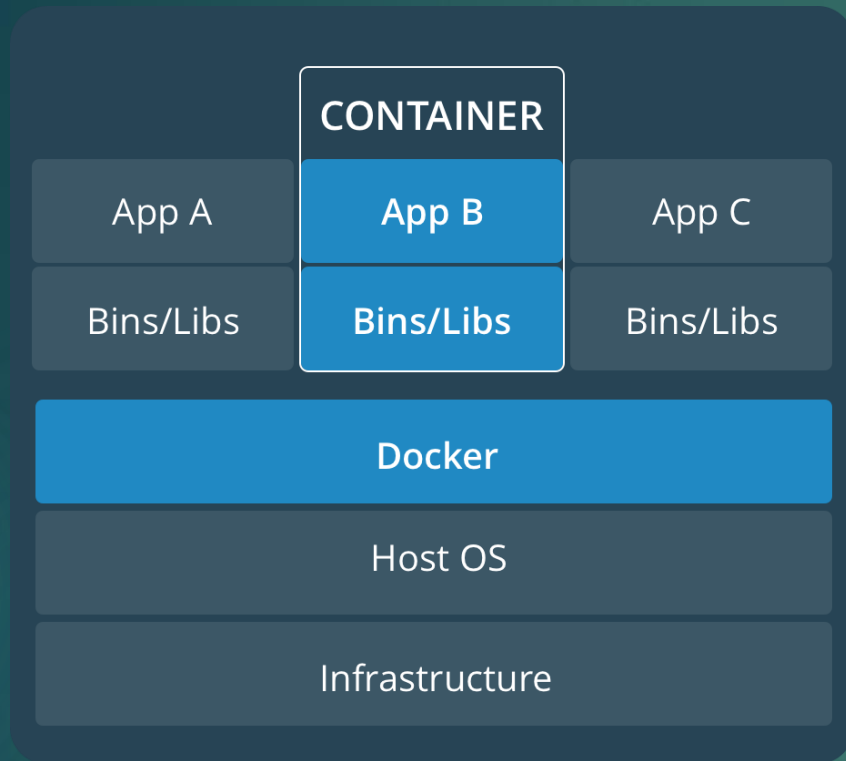 CONTAINER
App A
App B
App C
Bins/Libs
Bins/Libs
Bins/Libs
Docker
Host OS
Infrastructure